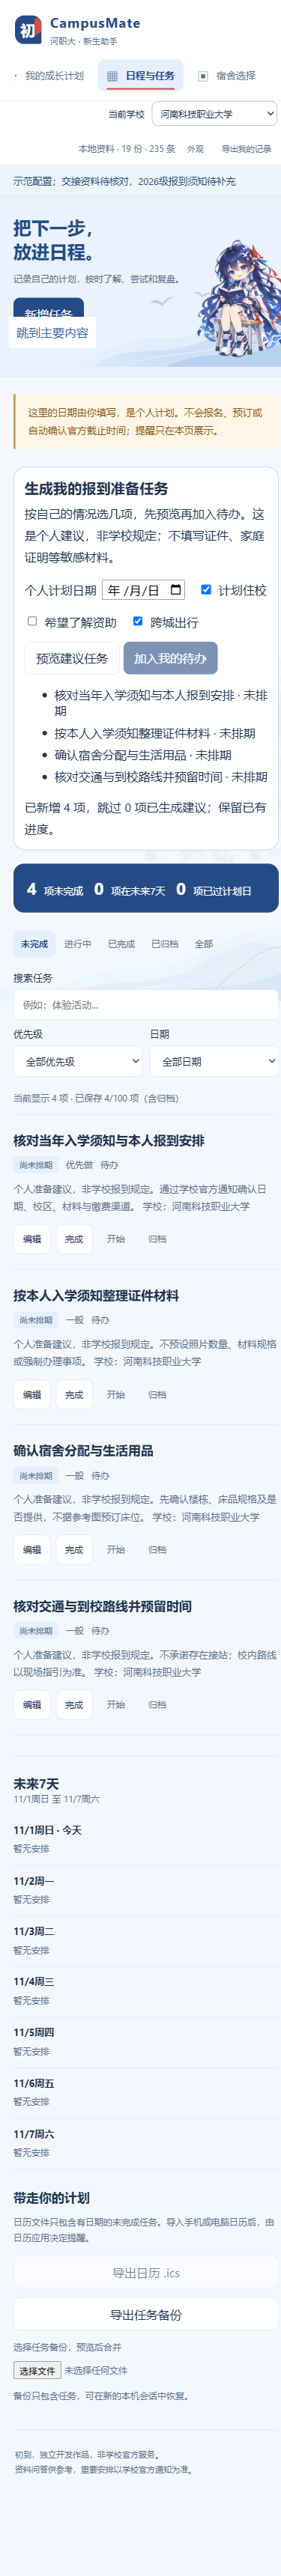 初
CampusMate
河职大·新生助手
我的成长计划
日程与任务
宿舍选择
当前学校
河南科技职业大学
本地资料 · 19 份 · 235 条
外观
导出我的记录
示范配置；交接资料待核对，2026级报到须知待补充
把下一步，
放进日程。
记录自己的计划，按时了解、尝试和复盘。
新增任务
跳到主要内容
这里的日期由你填写，是个人计划。不会报名、预订或
自动确认官方截止时间；提醒只在本页展示。
生成我的报到准备任务
按自己的情况选几项，先预览再加入待办。这
是个人建议，非学校规定；不填写证件、家庭
证明等敏感材料。
个人计划日期 年 /月/日 计划住校
希望了解资助 跨城出行
预览建议任务 加入我的待办
核对当年入学须知与本人报到安排 · 未排
期
按本人入学须知整理证件材料 · 未排期
确认宿舍分配与生活用品 · 未排期
核对交通与到校路线并预留时间 · 未排期
已新增 4 项，跳过 0 项已生成建议；保留已有
进度。
4 项未完成 0 项在未来7天 0 项已过计划日
未完成 进行中 已完成 已归档 全部
搜索任务
例如：体验活动...
优先级 日期
全部优先级 全部日期
当前显示 4 项 · 已保存 4/100 项（含归档）
核对当年入学须知与本人报到安排
尚未排期 优先做 待办
个人准备建议，非学校报到规定。通过学校官方通知确认日
期、校区、材料与缴费渠道。 学校：河南科技职业大学
编辑 完成 开始 归档
按本人入学须知整理证件材料
尚未排期 一般 待办
个人准备建议，非学校报到规定。不预设照片数量、材料规格
或强制办理事项。 学校：河南科技职业大学
编辑 完成 开始 归档
确认宿舍分配与生活用品
尚未排期 一般 待办
个人准备建议，非学校报到规定。先确认楼栋、床品规格及是
否提供，不据参考图预订床位。 学校：河南科技职业大学
编辑 完成 开始 归档
核对交通与到校路线并预留时间
尚未排期 一般 待办
个人准备建议，非学校报到规定。不承诺存在接站；校内路线
以现场指引为准。 学校：河南科技职业大学
编辑 完成 开始 归档
未来7天
11/1周日 至 11/7周六
11/1周日 · 今天
暂无安排
11/2周一
暂无安排
11/3周二
暂无安排
11/4周三
暂无安排
11/5周四
暂无安排
11/6周五
暂无安排
11/7周六
暂无安排
带走你的计划
日历文件只包含有日期的未完成任务。导入手机或电脑日历后，由
日历应用决定提醒。
导出日历 .ics
导出任务备份
选择任务备份，预览后合并
选择文件 未选择任何文件
备份只包含任务，可在新的本机会话中恢复。
初到，独立开发作品，非学校官方服务。
资料问答供参考，重要安排以学校官方通知为准。